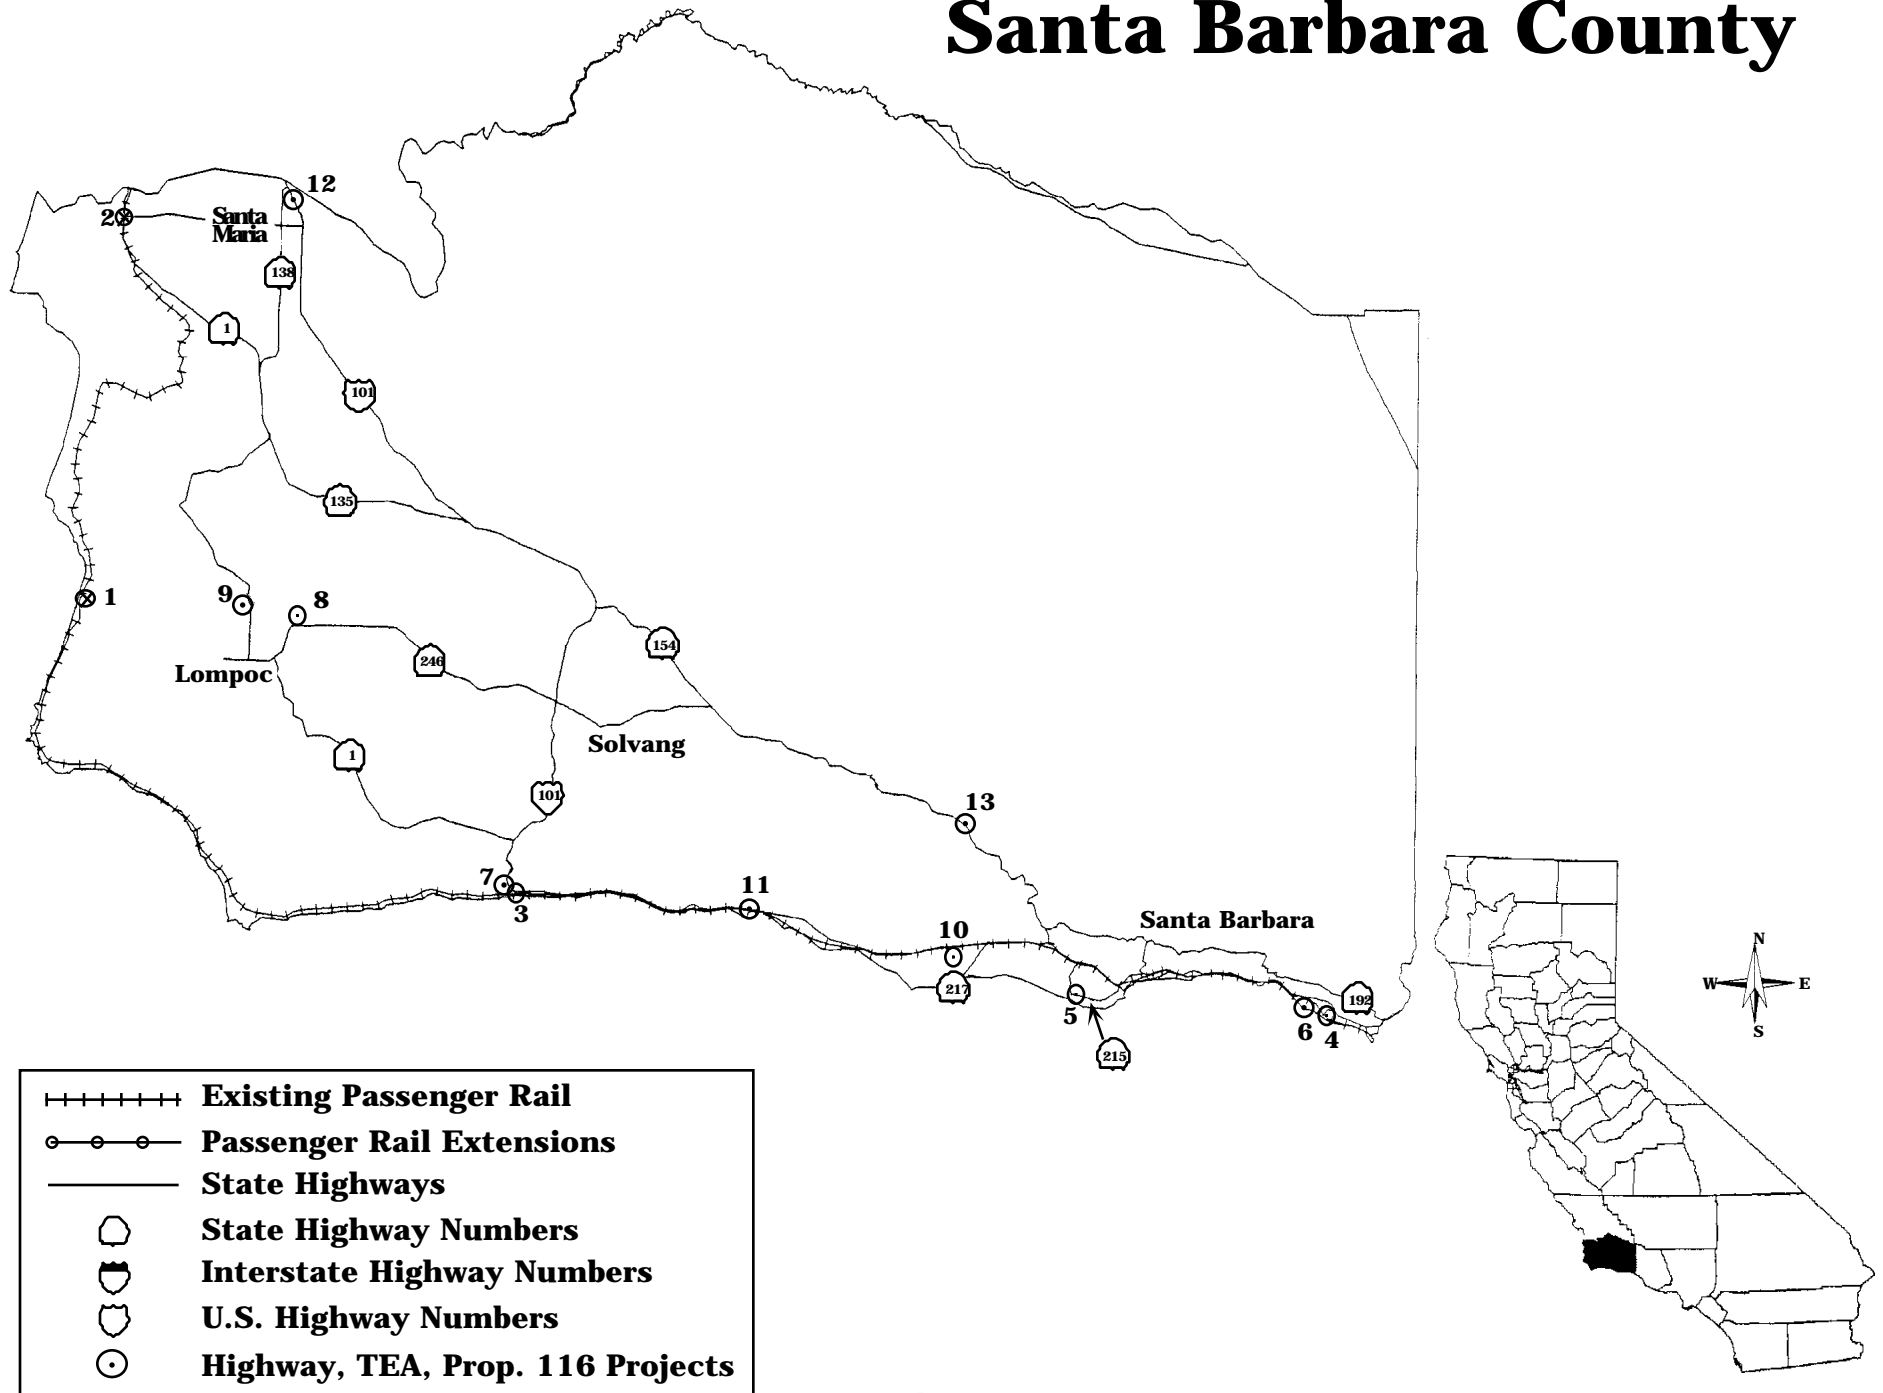 Santa Barbara County
12
2
Santa
Maria
138
1
101
135
1
9
8
154
246
Lompoc
Solvang
1
101
13
7
11
3
Santa Barbara
10
217
192
5
6
4
215
N
W
E
S
Existing Passenger Rail
Passenger Rail Extensions
State Highways
State Highway Numbers
Interstate Highway Numbers
U.S. Highway Numbers
Highway, TEA, Prop. 116 Projects